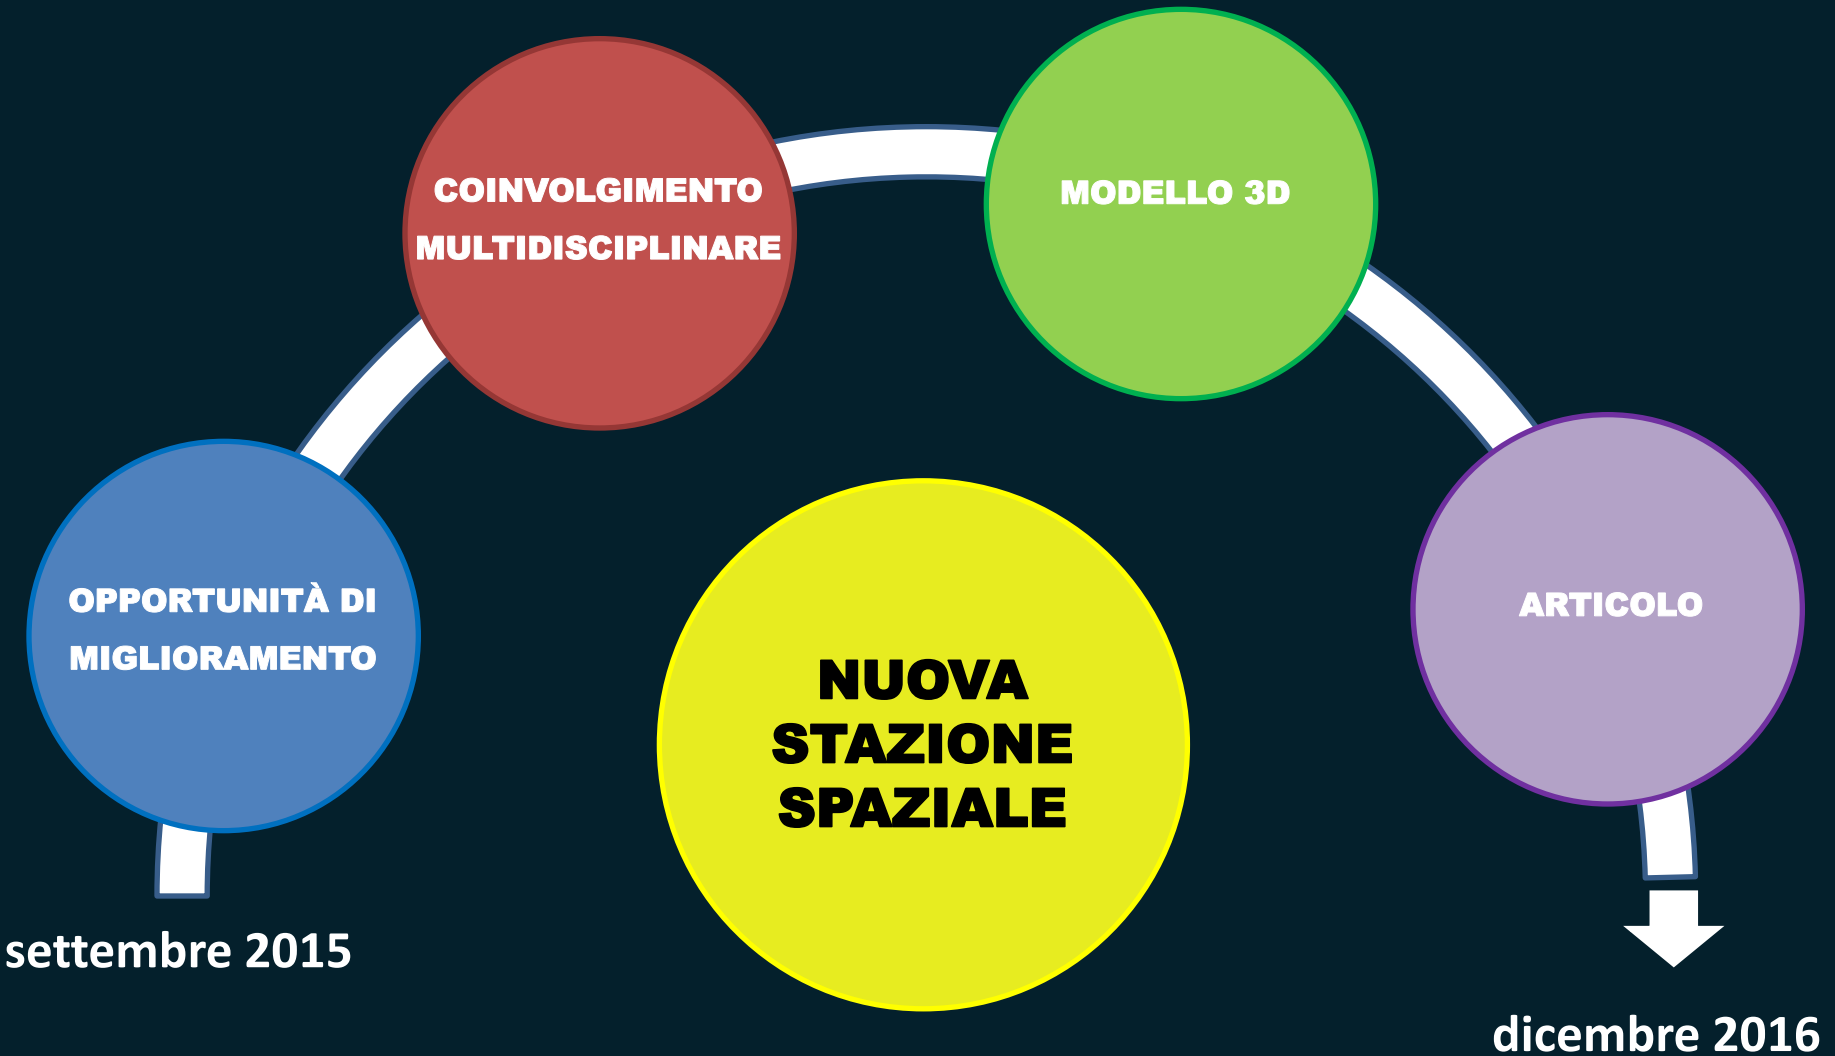 COINVOLGIMENTO
MULTIDISCIPLINARE
MODELLO 3D
OPPORTUNITÀ DI
MIGLIORAMENTO
ARTICOLO
NUOVA
STAZIONE
SPAZIALE
settembre 2015
dicembre 2016